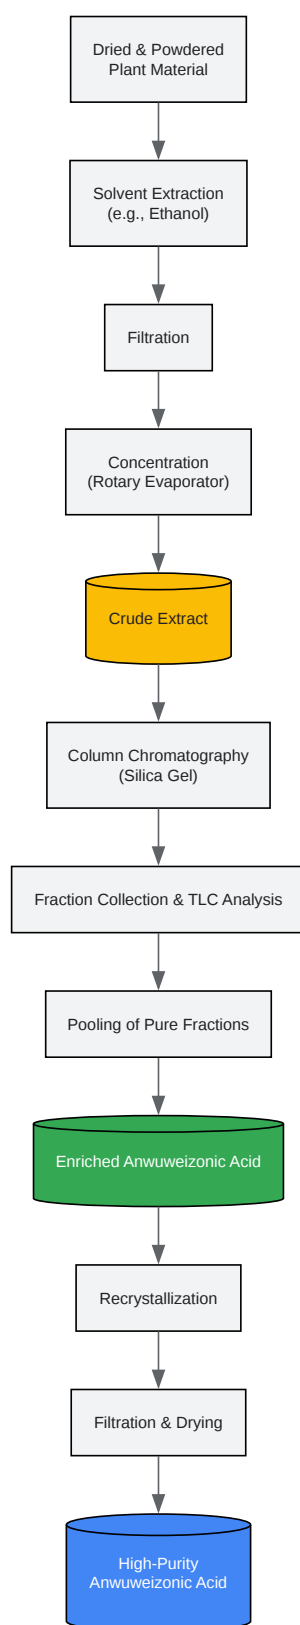 Dried & Powdered
Plant Material
Solvent Extraction
(e.g., Ethanol)
Filtration
Concentration
(Rotary Evaporator)
Crude Extract
Column Chromatography
(Silica Gel)
Fraction Collection & TLC Analysis
Pooling of Pure Fractions
Enriched Anwuweizonic Acid
Recrystallization
Filtration & Drying
High-Purity
Anwuweizonic Acid